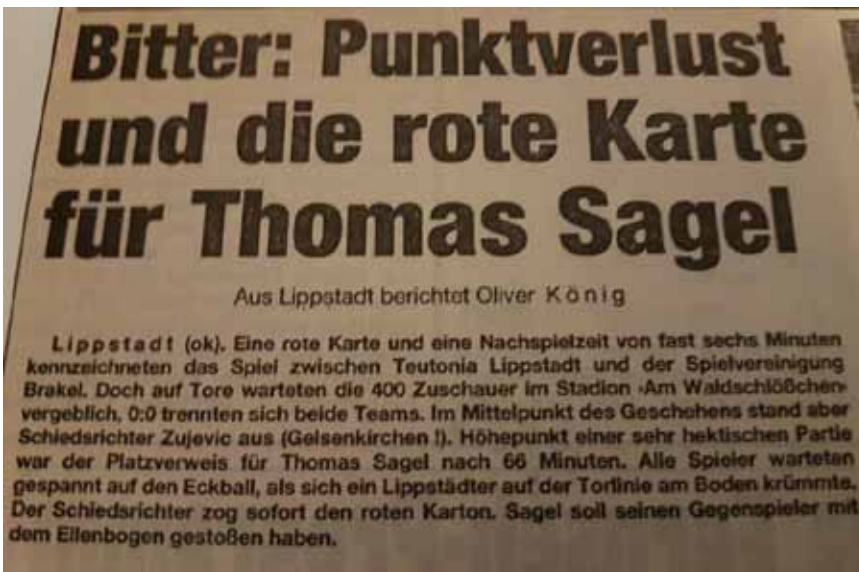 Bitter: Punktverlust
und die rote Karte
für Thomas Sagel
Aus Lippstadt berichtet Oliver König
Lippstadt (ok). Eine rote Karte und eine Nachspielzeit von fast sechs Minuten
kennzeichneten das Spiel zwischen Teutonia Lippstadt und der Spielvereinigung
Brakel. Doch auf Tore warteten die 400 Zuschauer im Stadion »Am Waldschlößchen«
vergeblich, 0:0 trennten sich beide Teams. Im Mittelpunkt des Geschehens stand aber
Schiedsrichter Zujevic aus (Gelsenkirchen !). Höhepunkt einer sehr hektischen Partie
war der Platzverweis für Thomas Sagel nach 66 Minuten. Alle Spieler warteten
gespannt auf den Eckball, als sich ein Lippstädter auf der Torlinie am Boden krümmte.
Der Schiedsrichter zog sofort den roten Karton. Sagel soll seinen Gegenspieler mit
dem Ellenbogen gestoßen haben.